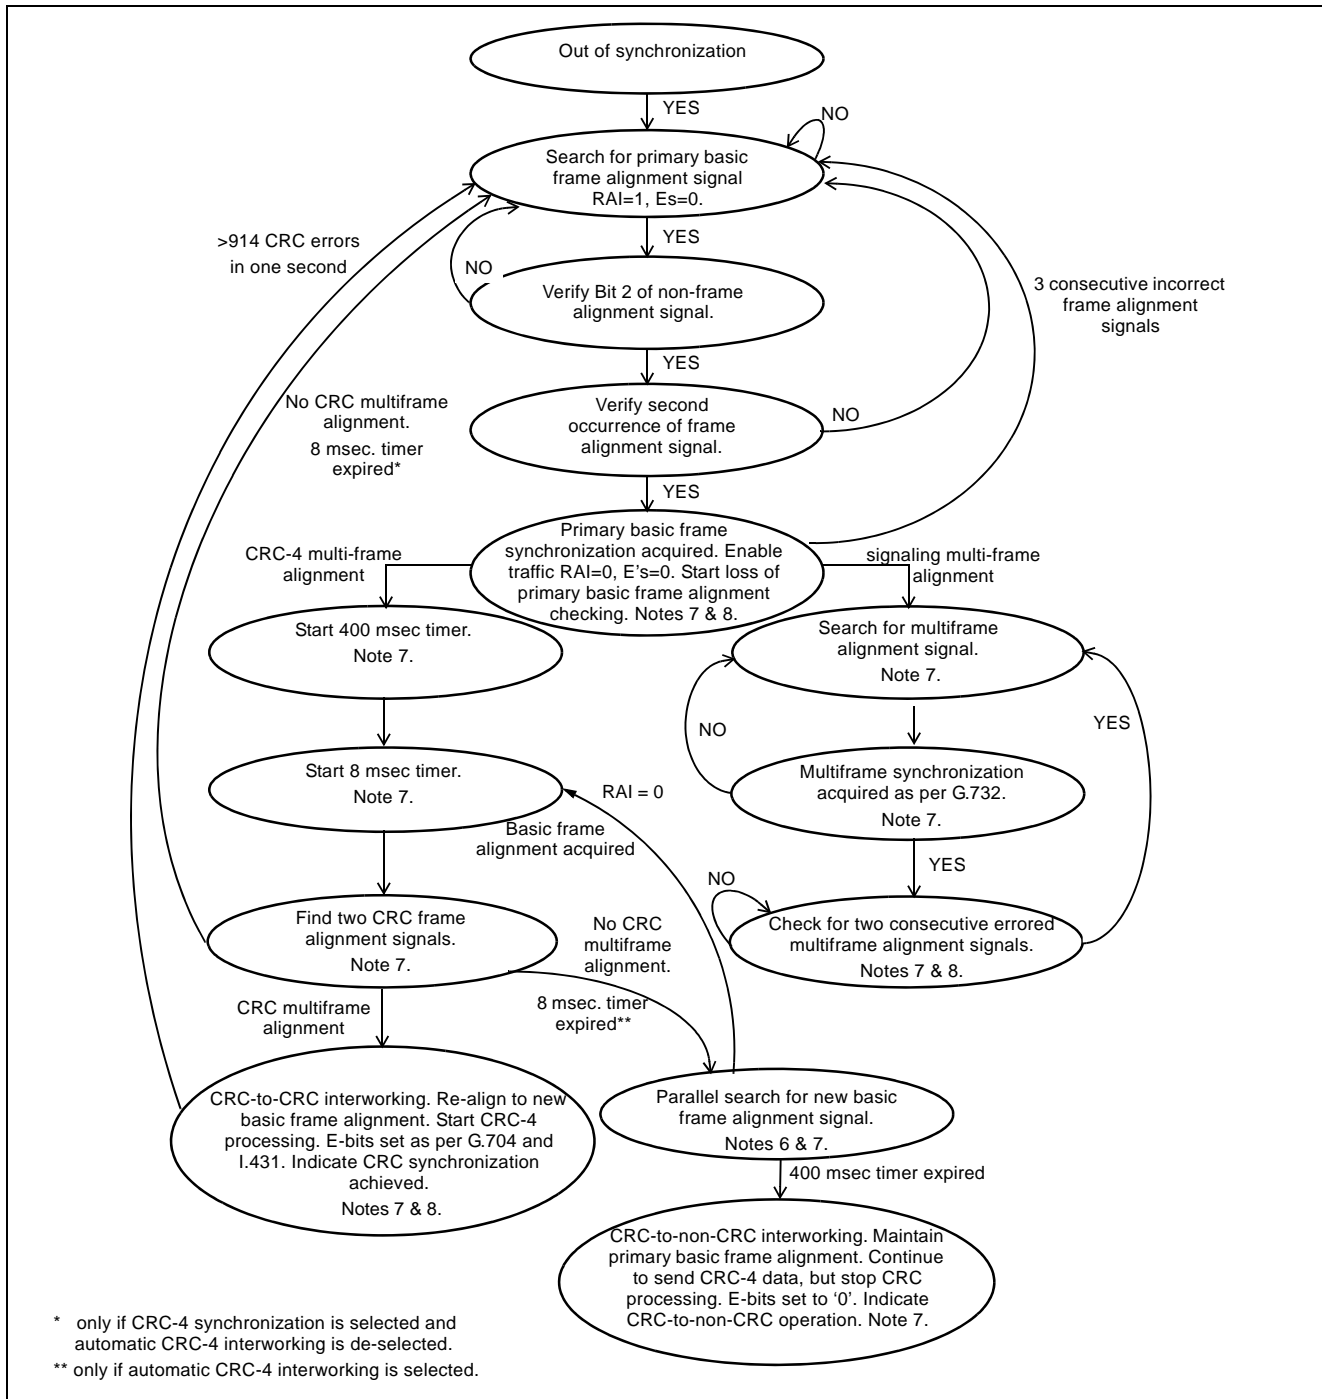 Out of synchronization
YES
NO
Search for primary basic
frame alignment signal
RAI=1, Es=0.
>914 CRC errors
in one second
YES
NO
Verify Bit 2 of non-frame
alignment signal.
3 consecutive incorrect
frame alignment
signals
YES
No CRC multiframe
alignment.
8 msec. timer
expired*
Verify second
occurrence of frame
alignment signal.
NO
YES
Primary basic frame
synchronization acquired. Enable
traffic RAI=0, E's=0. Start loss of
primary basic frame alignment
checking. Notes 7 & 8.
CRC-4 multi-frame
alignment
signaling multi-frame
alignment
Start 400 msec timer.
Note 7.
Search for multiframe
alignment signal.
Note 7.
NO
YES
Start 8 msec timer.
Note 7.
RAI = 0
Basic frame
alignment acquired
Multiframe synchronization
acquired as per G.732.
Note 7.
YES
NO
Find two CRC frame
alignment signals.
Note 7.
No CRC
multiframe
alignment.
8 msec. timer
expired**
Check for two consecutive errored
multiframe alignment signals.
Notes 7 & 8.
CRC multiframe
alignment
CRC-to-CRC interworking. Re-align to new
basic frame alignment. Start CRC-4
processing. E-bits set as per G.704 and
I.431. Indicate CRC synchronization
achieved.
Notes 7 & 8.
Parallel search for new basic
frame alignment signal.
Notes 6 & 7.
400 msec timer expired
CRC-to-non-CRC interworking. Maintain
primary basic frame alignment. Continue
to send CRC-4 data, but stop CRC
processing. E-bits set to ‘0’. Indicate
CRC-to-non-CRC operation. Note 7.
* only if CRC-4 synchronization is selected and
automatic CRC-4 interworking is de-selected.
** only if automatic CRC-4 interworking is selected.